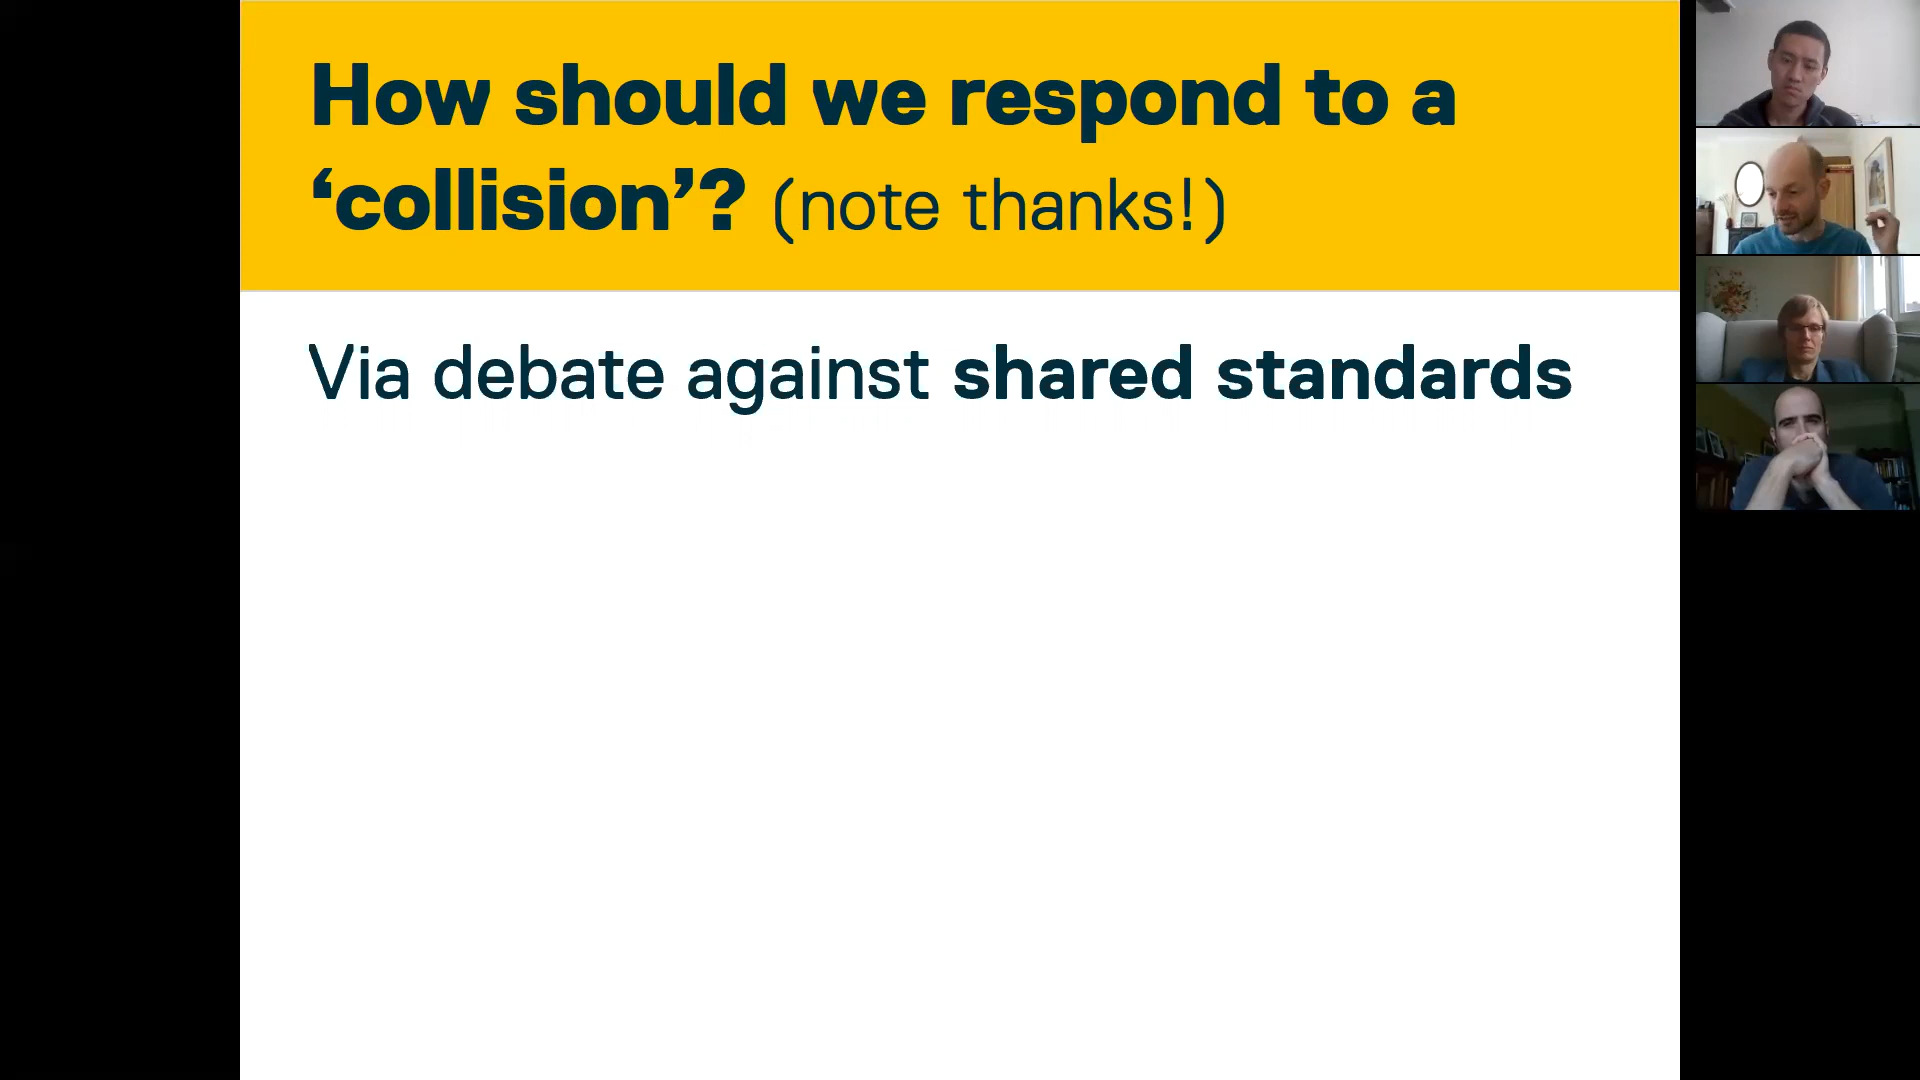 How should we respond to a
‘collision’? (note thanks!)
Via debate against shared standards